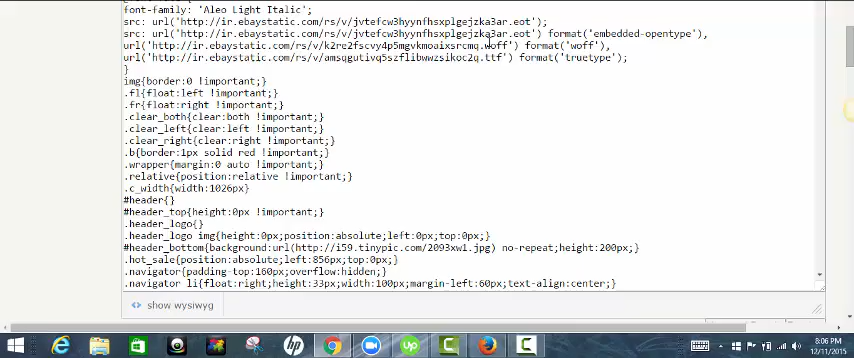 font-family: 'Aleo Light Italic';
src: url('http://ir.ebaystatic.com/rs/v/jvtefcw3hyynfhsxplgejzka3ar.eot');
src: url('http://ir.ebaystatic.com/rs/v/jvtefcw3hyynfhsxplgejzka3ar.eot') format('embedded-opentype'),
url('http://ir.ebaystatic.com/rs/v/k2re2fscvy4p5mgvkmoaixsrcmq.woff') format('woff'),
url('http://ir.ebaystatic.com/rs/v/amsqgutivq5szflibwwzsikoc2q.ttf') format('truetype');
}
img{border:0 !important;}
.fl{float:left !important;}
.fr{float:right !important;}
.clear_both{clear:both !important;}
.clear_left{clear:left !important;}
.clear_right{clear:right !important;}
.b{border:1px solid red !important;}
.wrapper{margin:0 auto !important;}
.relative{position:relative !important;}
.c_width{width:1026px}
#header{}
#header_top{height:0px !important;}
.header_logo{}
.header_logo img{height:0px;position:absolute;left:0px;top:0px;}
#header_bottom{background:url(http://i59.tinypic.com/2093xw1.jpg) no-repeat;height:200px;}
.hot_sale{position:absolute;left:856px;top:0px;}
.navigator{padding-top:160px;overflow:hidden;}
.navigator li{float:right;height:33px;width:100px;margin-left:60px;text-align:center;}
<> show wysiwyg
hp
Up
8:06 PM
12/11/2015